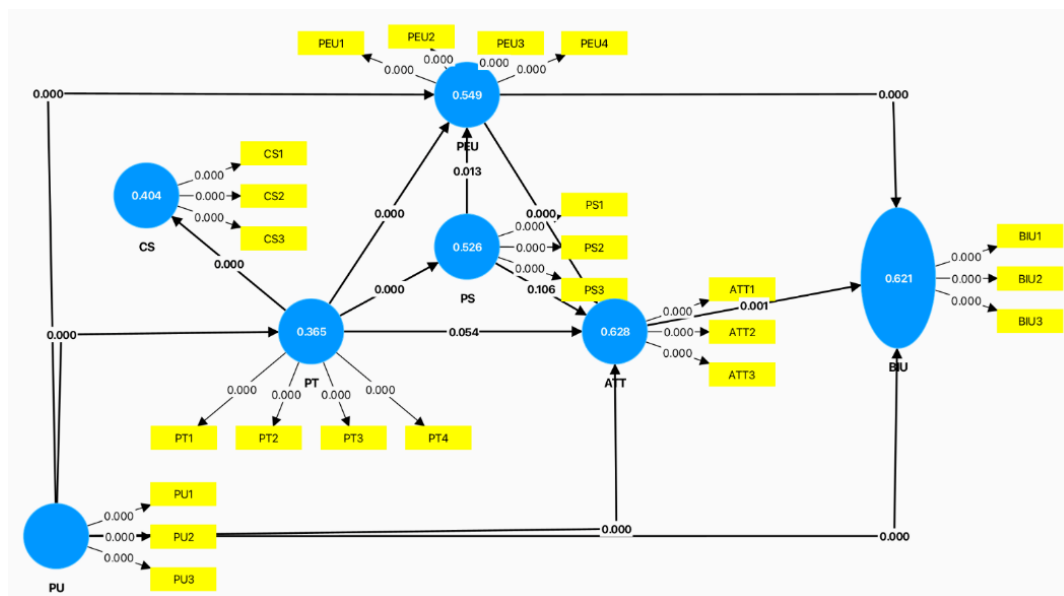 PEU1
PEU2
PEU3
PEU4
0.000
0.000
0.000
0.000
0.000
0.549
0.000
PEU
0.013
CS1
CS2
CS3
0.000
0.000
0.000
0.404
CS
0.000
0.000
0.000
PS1
PS2
PS3
0.000
0.000
0.000
0.000
0.526
PS
0.106
0.000
0.000
0.365
PT
0.054
0.628
ATT
ATT1
ATT2
ATT3
0.000
0.000
0.000
0.001
0.621
BIU
BIU1
BIU2
BIU3
0.000
0.000
0.000
0.000
0.000
0.000
0.000
PT1
PT2
PT3
PT4
PU1
PU2
PU3
0.000
0.000
0.000
PU
0.000
0.000